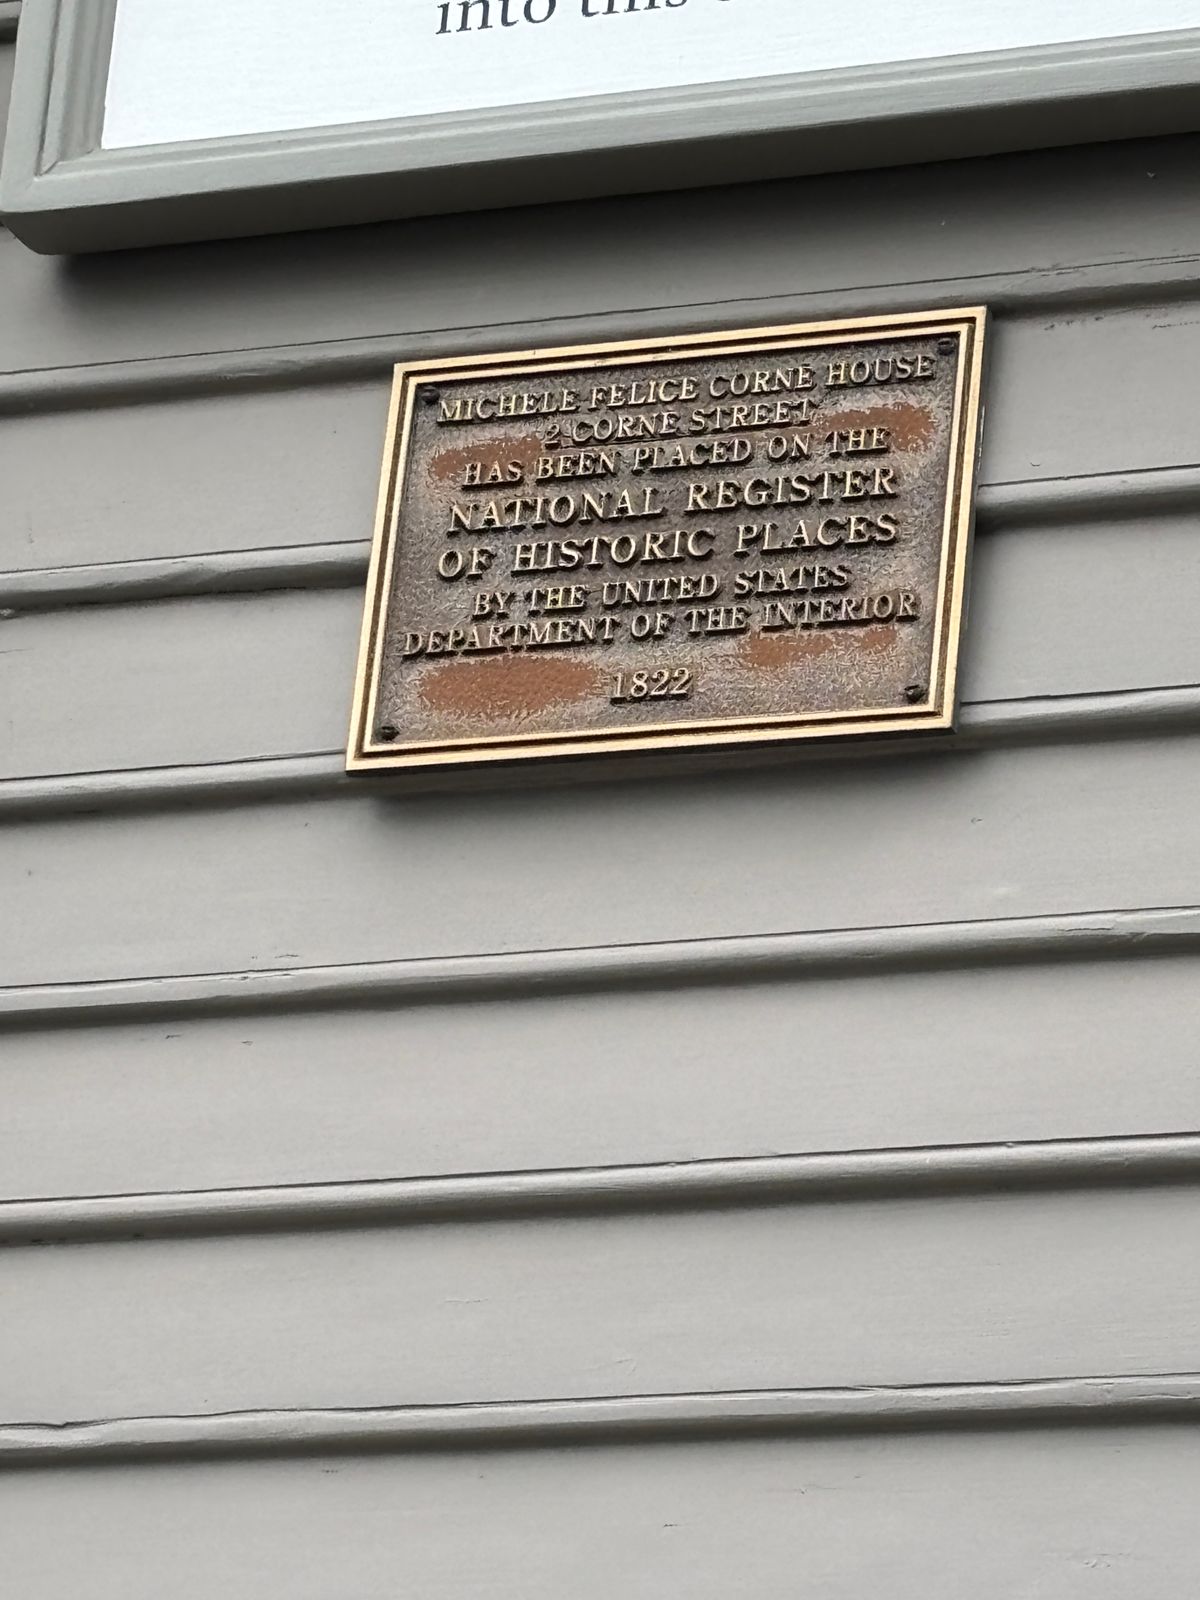 into this
MICHELE FELICE CORNÉ HOUSE
2 CORNE STREET
HAS BEEN PLACED ON THE
NATIONAL REGISTER
OF HISTORIC PLACES
BY THE UNITED STATES
DEPARTMENT OF THE INTERIOR
1822